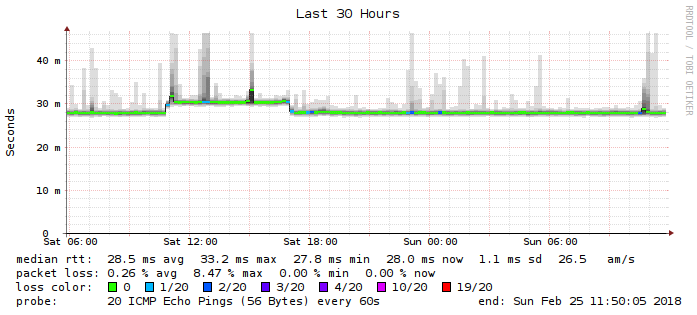 Last 30 Hours
RRDTOOL / TOBI OETIKER
Seconds
40 m
30 m
20 m
10 m
0
Sat 06:00 Sat 12:00 Sat 18:00 Sun 00:00 Sun 06:00
median rtt: 28.5 ms avg 33.2 ms max 27.8 ms min 28.0 ms now 1.1 ms sd 26.5 am/s
packet loss: 0.26 % avg 8.47 % max 0.00 % min 0.00 % now
loss color: 0 1/20 2/20 3/20 4/20 10/20 19/20
probe: 20 ICMP Echo Pings (56 Bytes) every 60s end: Sun Feb 25 11:50:05 2018